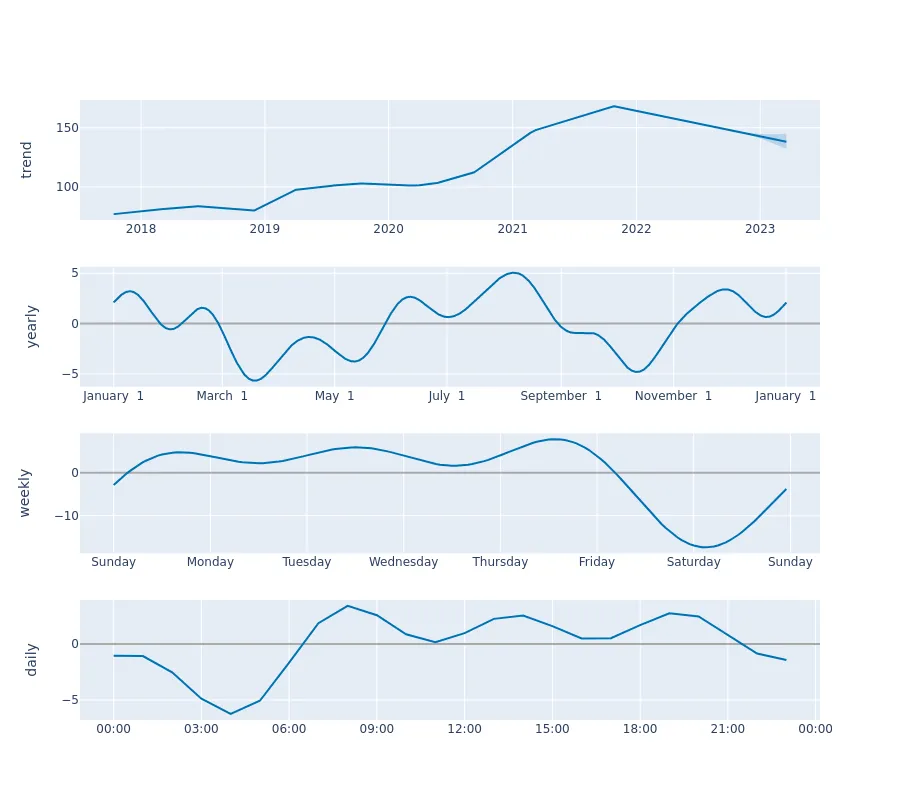 trend
150
100
2018 2019 2020 2021 2022 2023
yearly
5
0
−5
January 1 March 1 May 1 July 1 September 1 November 1 January 1
weekly
0
−10
Sunday Monday Tuesday Wednesday Thursday Friday Saturday Sunday
daily
0
−5
00:00 03:00 06:00 09:00 12:00 15:00 18:00 21:00 00:00